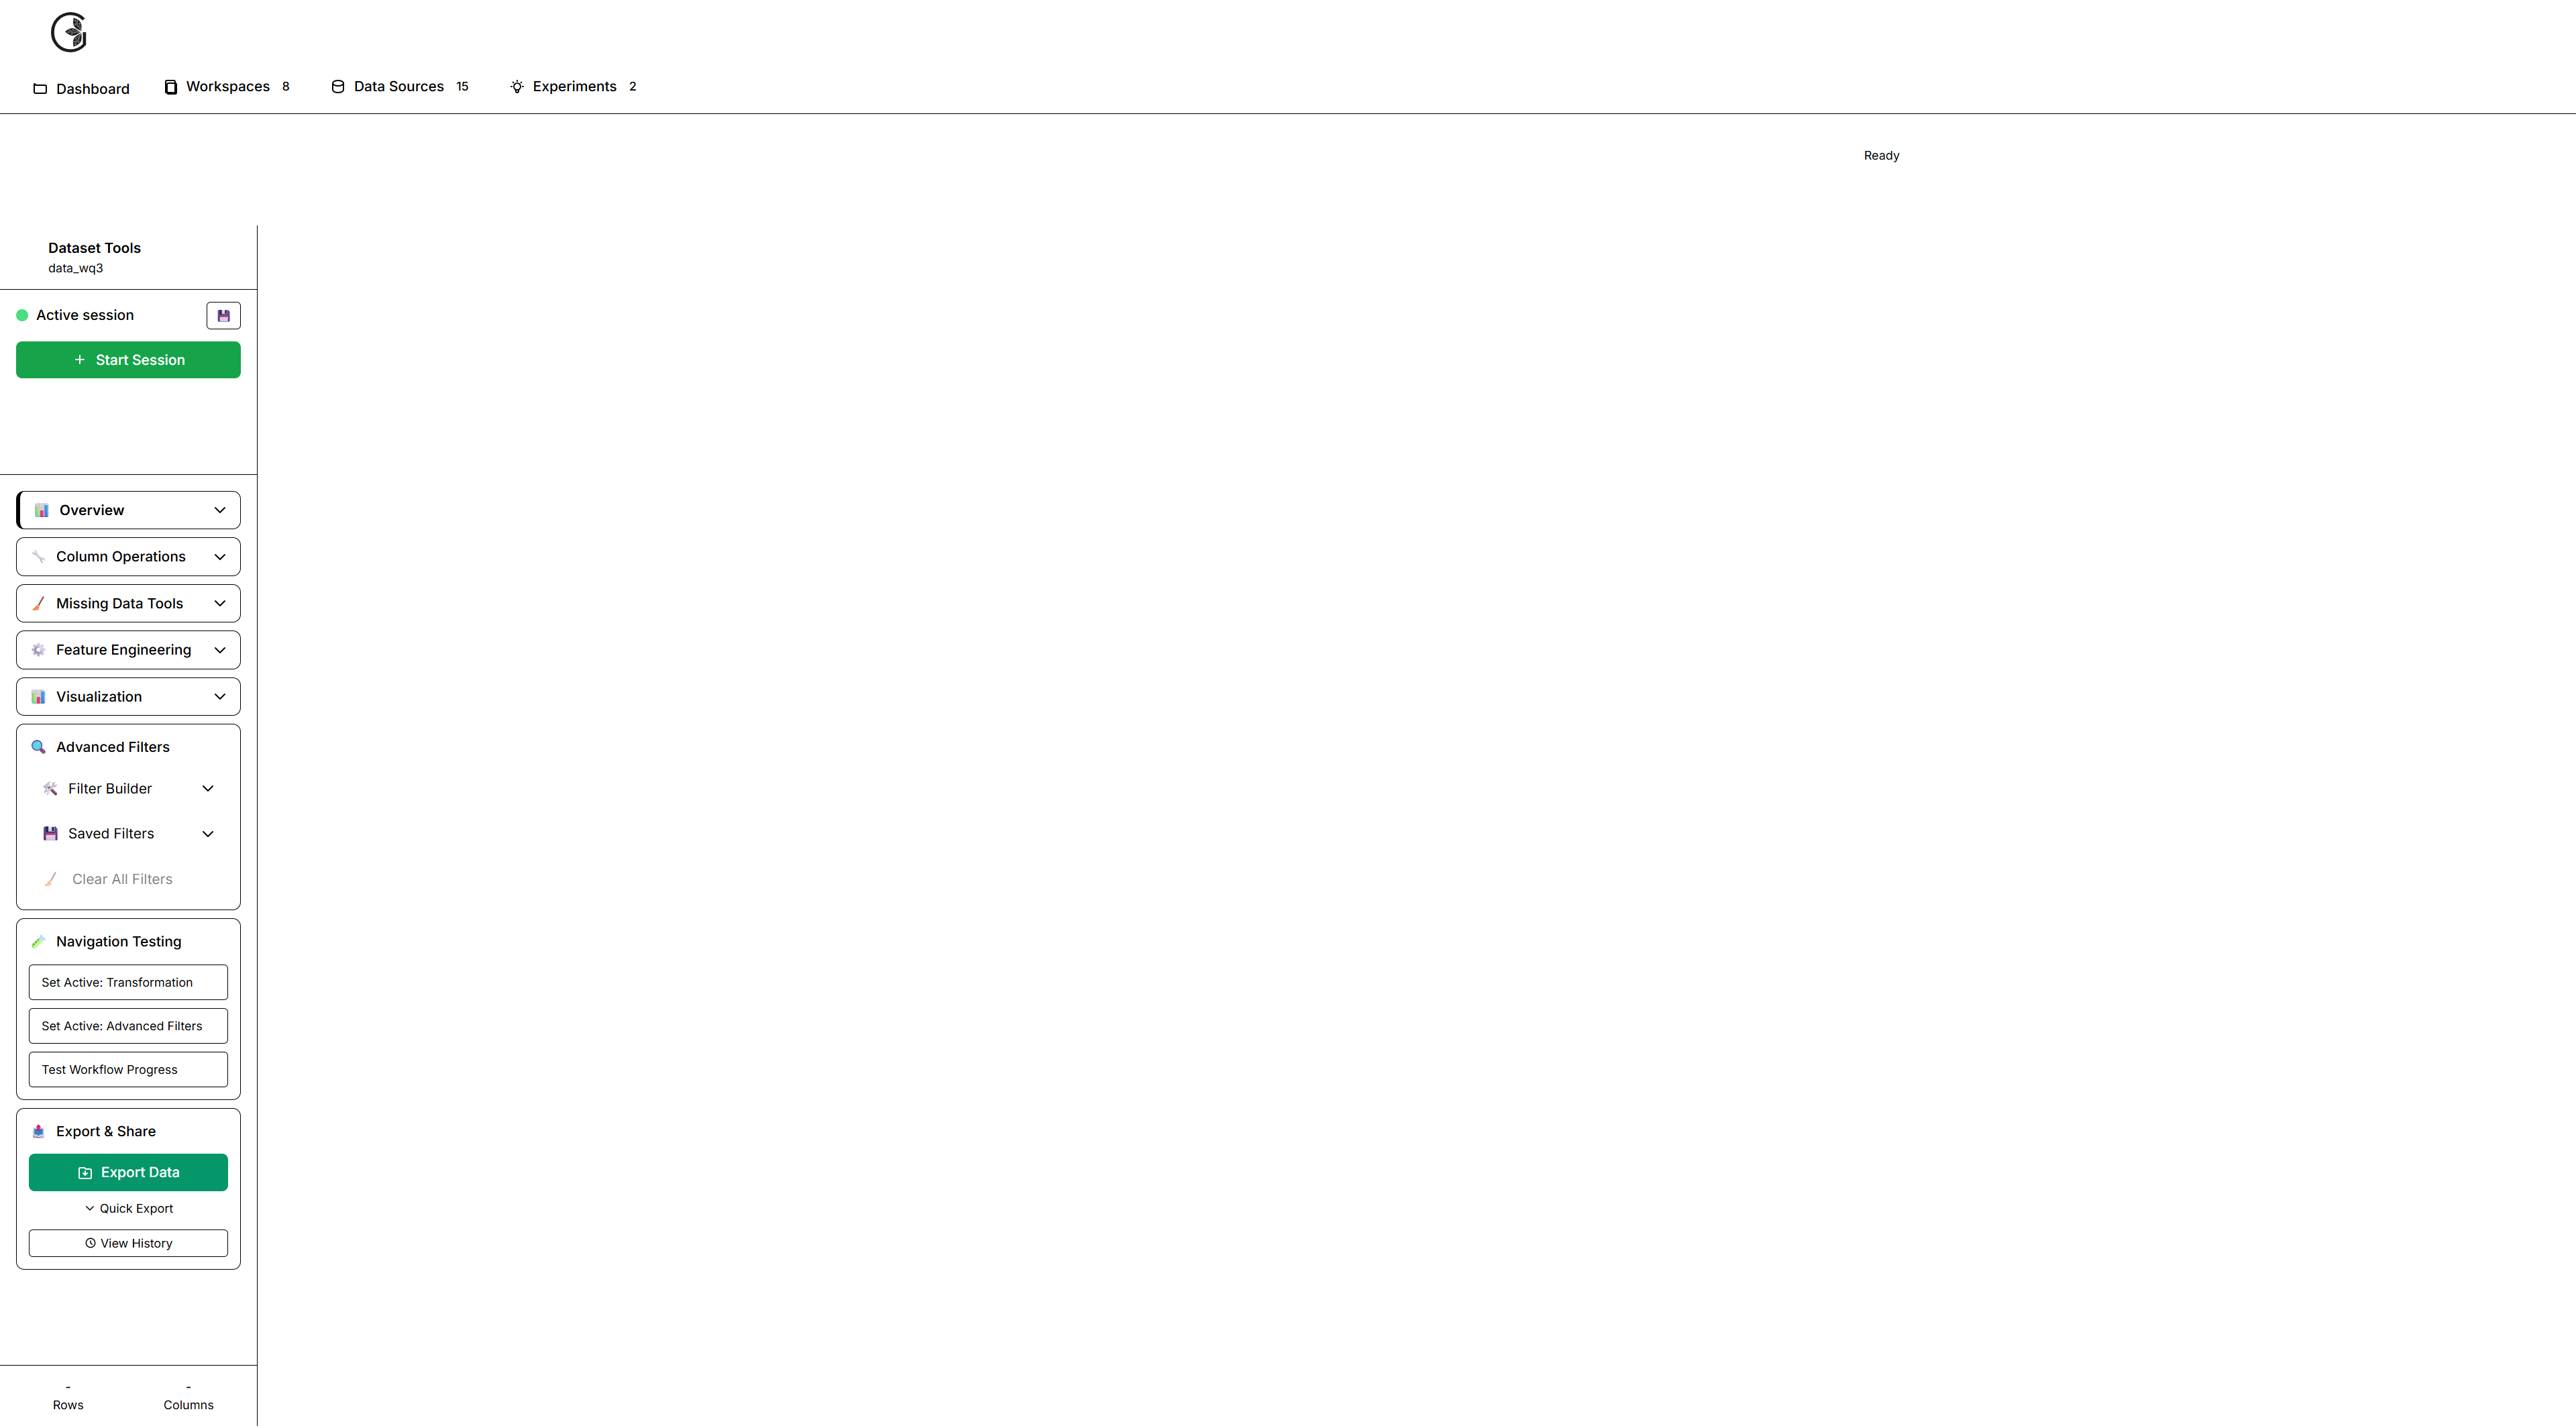 Dashboard
Workspaces 8
Data Sources 15
Experiments 2
Ready
Dataset Tools
data_wq3
Active session
Start Session
Overview
Column Operations
Missing Data Tools
Feature Engineering
Visualization
Advanced Filters
Filter Builder
Saved Filters
Clear All Filters
Navigation Testing
Set Active: Transformation
Set Active: Advanced Filters
Test Workflow Progress
Export & Share
Export Data
Quick Export
View History
- -
Rows Columns